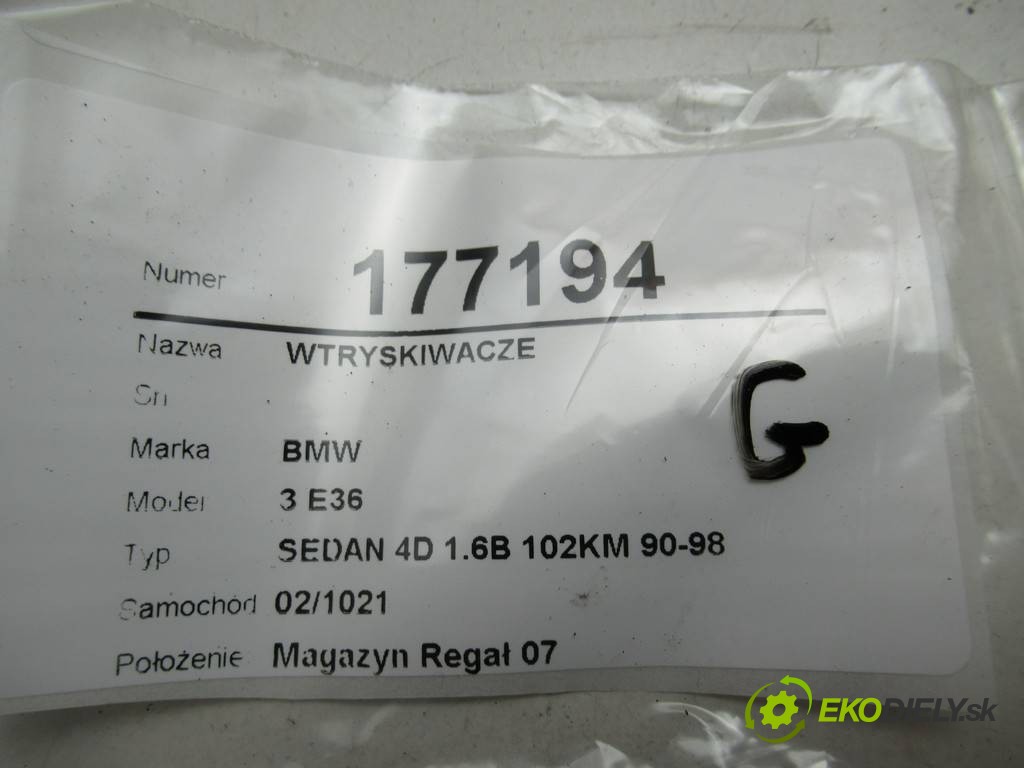 Numer 177194
Nazwa WTRYSKIWACZE
Sn
G
Marka BMW
Model 3 E36
Typ SEDAN 4D 1.6B 102KM 90-98
Samochód 02/1021
Położenie Magazyn Regał 07
EKODIELY.sk